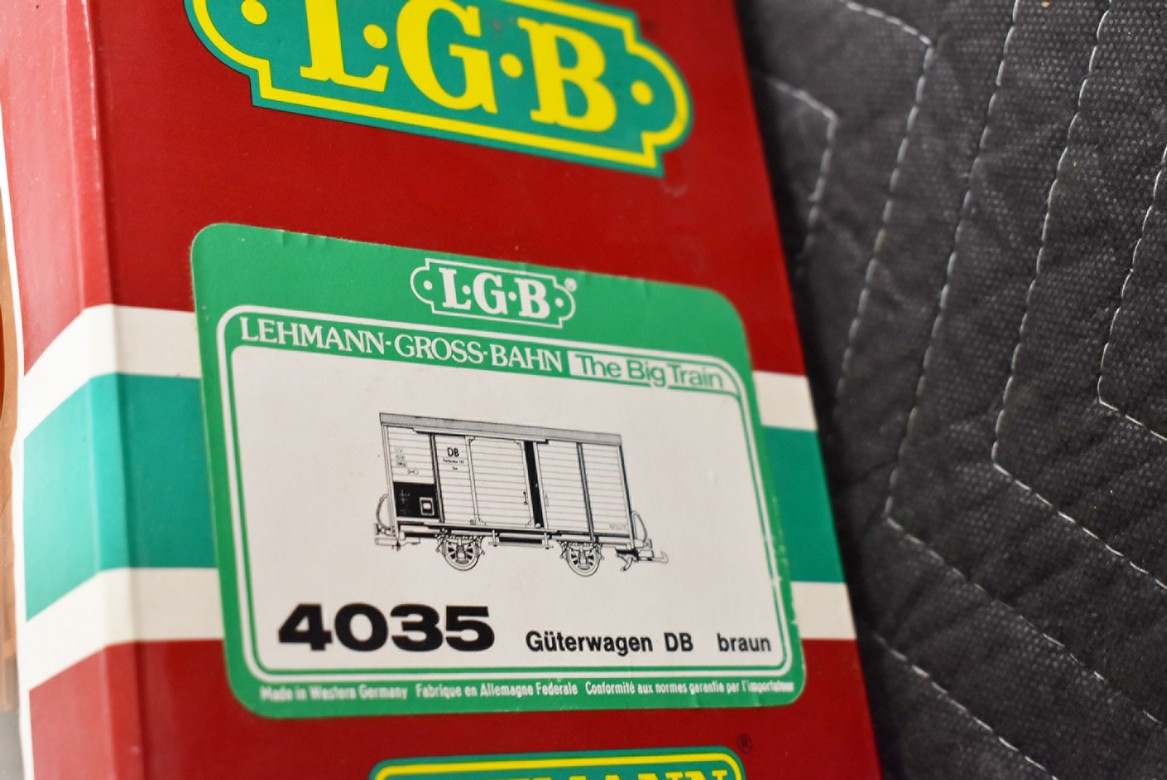 L·G·B·
L·G·B·®
LEHMANN-GROSS-BAHN The Big Train
DB
4035 Güterwagen DB braun
Made in Western Germany Fabrique en Allemagne Federale Conformité aux normes garantie par l'importateur
®